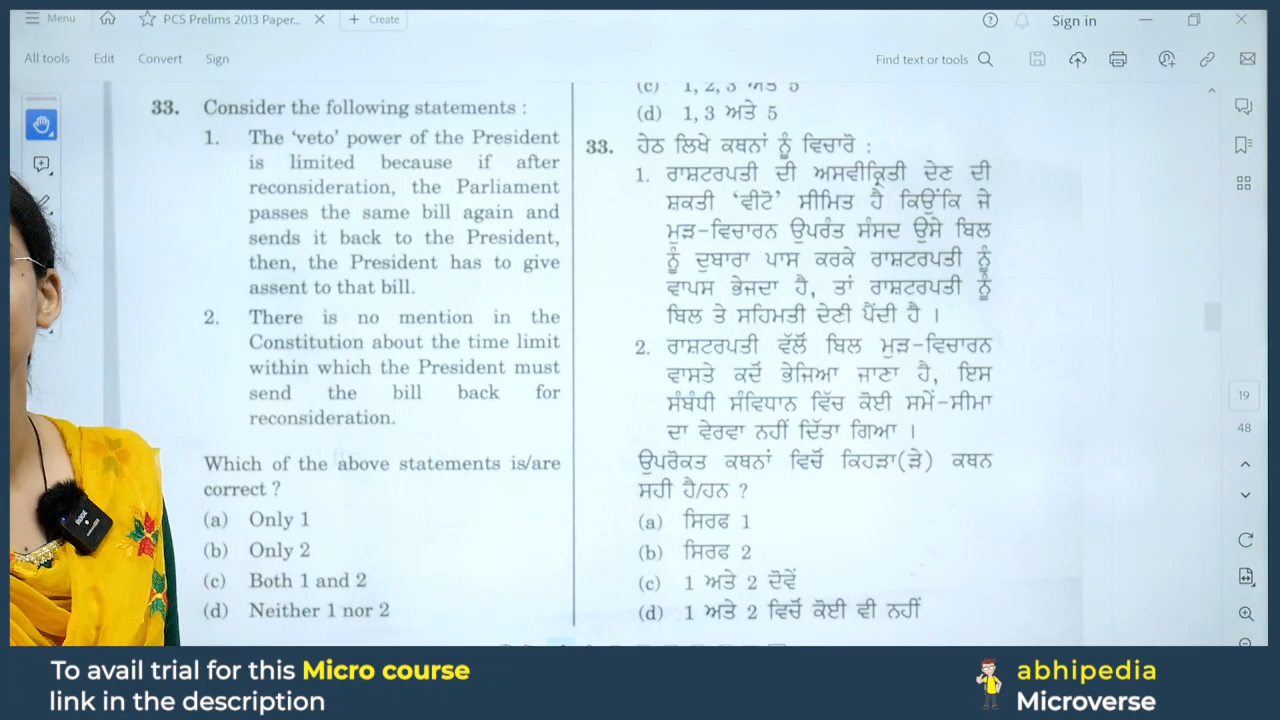 Menu
PCS Prelims 2013 Paper...
Create
Sign in
All tools
Edit
Convert
Sign
Find text or tools
33. Consider the following statements :
1. The 'veto' power of the President
is limited because if after
reconsideration, the Parliament
passes the same bill again and
sends it back to the President,
then, the President has to give
assent to that bill.
2. There is no mention in the
Constitution about the time limit
within which the President must
send the bill back for
reconsideration.
Which of the above statements is/are
correct ?
(a) Only 1
(b) Only 2
(c) Both 1 and 2
(d) Neither 1 nor 2
(c) 1, 2, 3 ਅਤੇ 5
(d) 1, 3 ਅਤੇ 5
33. ਹੇਠ ਲਿਖੇ ਕਥਨਾਂ ਨੂੰ ਵਿਚਾਰੋ :
1. ਰਾਸ਼ਟਰਪਤੀ ਦੀ ਅਸਵੀਕ੍ਰਿਤੀ ਦੇਣ ਦੀ
ਸ਼ਕਤੀ 'ਵੀਟੋ' ਸੀਮਿਤ ਹੈ ਕਿਉਂਕਿ ਜੇ
ਮੁੜ-ਵਿਚਾਰਨ ਉਪਰੰਤ ਸੰਸਦ ਉਸੇ ਬਿਲ
ਨੂੰ ਦੁਬਾਰਾ ਪਾਸ ਕਰਕੇ ਰਾਸ਼ਟਰਪਤੀ ਨੂੰ
ਵਾਪਸ ਭੇਜਦਾ ਹੈ, ਤਾਂ ਰਾਸ਼ਟਰਪਤੀ ਨੂੰ
ਬਿਲ ਤੇ ਸਹਿਮਤੀ ਦੇਣੀ ਪੈਂਦੀ ਹੈ ।
2. ਰਾਸ਼ਟਰਪਤੀ ਵੱਲੋਂ ਬਿਲ ਮੁੜ-ਵਿਚਾਰਨ
ਵਾਸਤੇ ਕਦੋਂ ਭੇਜਿਆ ਜਾਣਾ ਹੈ, ਇਸ
ਸੰਬੰਧੀ ਸੰਵਿਧਾਨ ਵਿੱਚ ਕੋਈ ਸਮੇਂ-ਸੀਮਾ
ਦਾ ਵੇਰਵਾ ਨਹੀਂ ਦਿੱਤਾ ਗਿਆ ।
ਉਪਰੋਕਤ ਕਥਨਾਂ ਵਿਚੋਂ ਕਿਹੜਾ(ੜੇ) ਕਥਨ
ਸਹੀ ਹੈ/ਹਨ ?
(a) ਸਿਰਫ 1
(b) ਸਿਰਫ 2
(c) 1 ਅਤੇ 2 ਦੋਵੇਂ
(d) 1 ਅਤੇ 2 ਵਿਚੋਂ ਕੋਈ ਵੀ ਨਹੀਂ
19
48
To avail trial for this Micro course
link in the description
abhipedia
Microverse